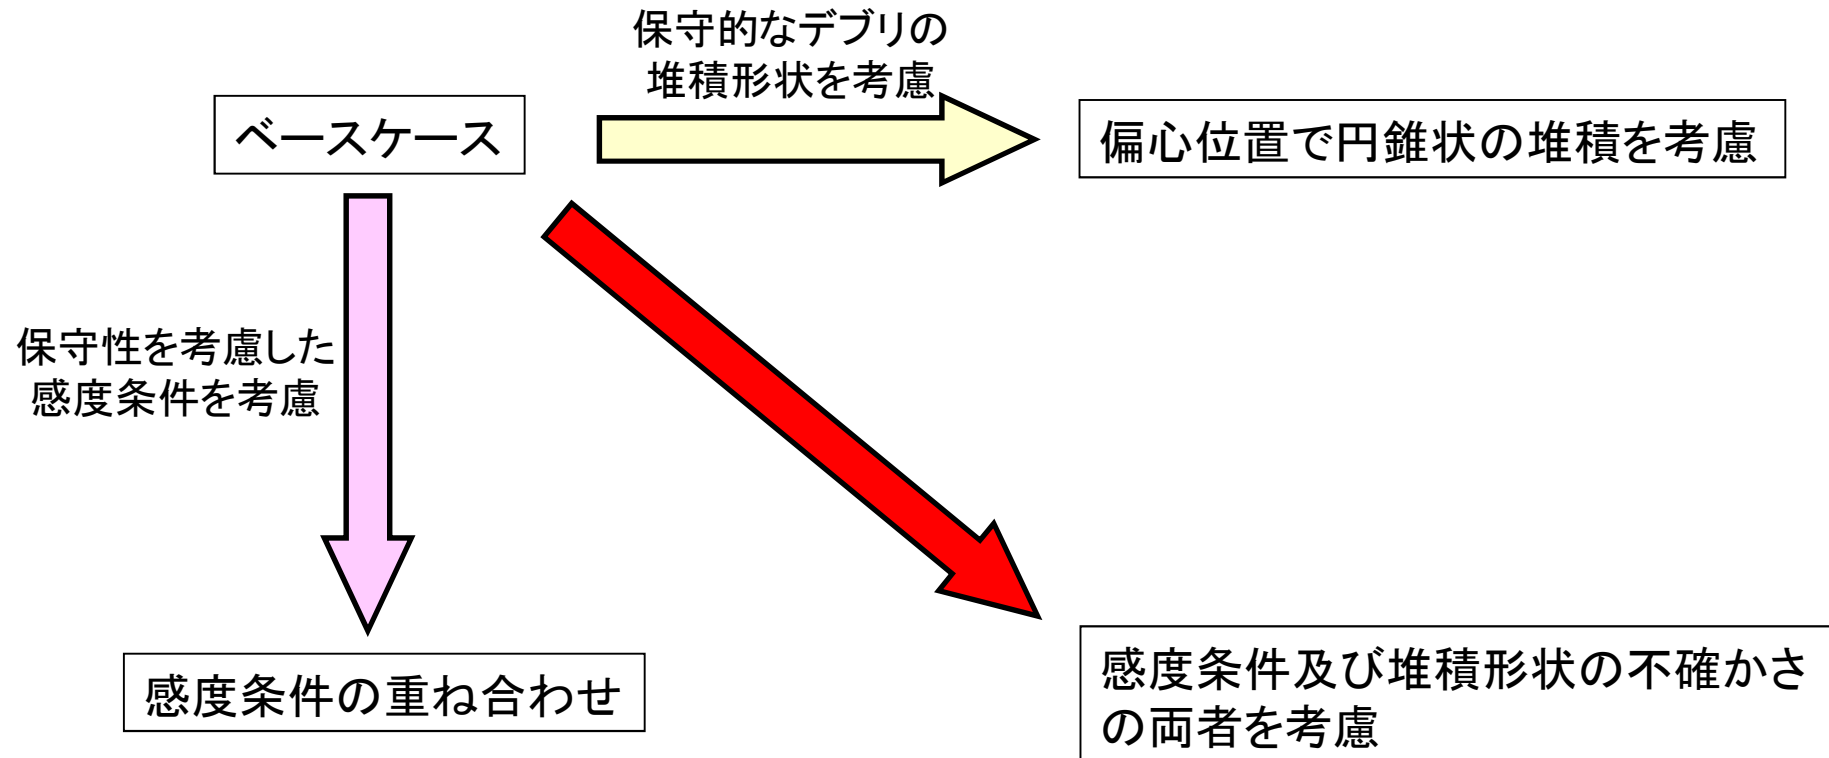 保守的なデブリの
堆積形状を考慮
ベースケース
偏心位置で円錐状の堆積を考慮
保守性を考慮した
感度条件を考慮
感度条件の重ね合わせ
感度条件及び堆積形状の不確かさ
の両者を考慮